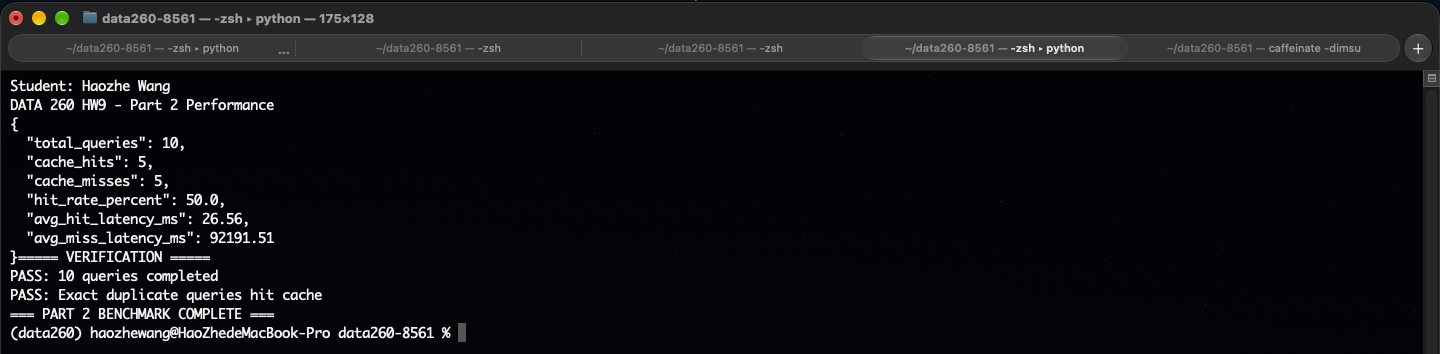 data260-8561 — -zsh ▸ python — 175×128
~/data260-8561 — -zsh ▸ python ... ~/data260-8561 — -zsh ~/data260-8561 — -zsh ~/data260-8561 — -zsh ▸ python ~/data260-8561 — caffeinate -dimsu +
Student: Haozhe Wang
DATA 260 HW9 - Part 2 Performance
{
  "total_queries": 10,
  "cache_hits": 5,
  "cache_misses": 5,
  "hit_rate_percent": 50.0,
  "avg_hit_latency_ms": 26.56,
  "avg_miss_latency_ms": 92191.51
}===== VERIFICATION =====
PASS: 10 queries completed
PASS: Exact duplicate queries hit cache
=== PART 2 BENCHMARK COMPLETE ===
(data260) haozhewang@HaoZhedeMacBook-Pro data260-8561 %